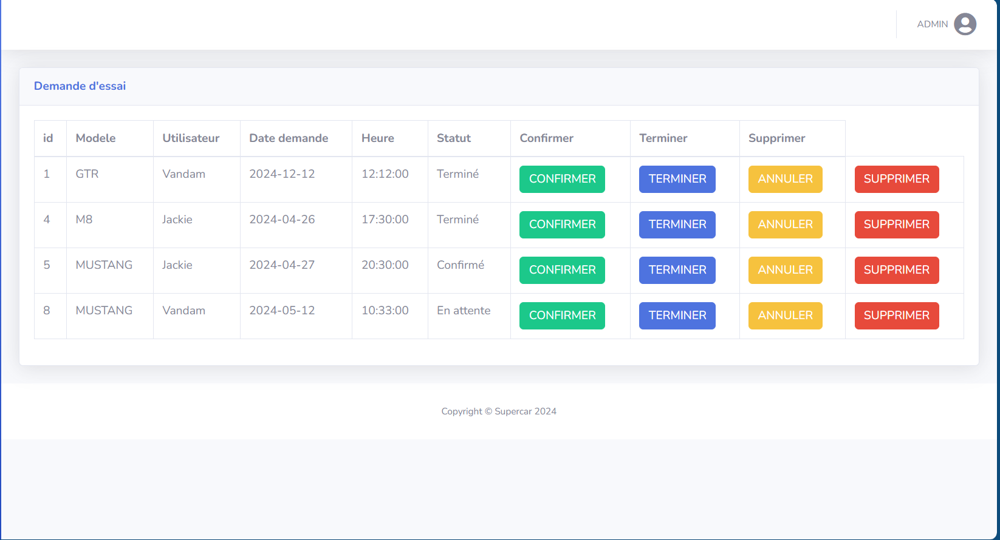 ADMIN
Demande d'essai
id Modele Utilisateur Date demande Heure Statut Confirmer Terminer Supprimer
1 GTR Vandam 2024-12-12 12:12:00 Terminé CONFIRMER TERMINER ANNULER SUPPRIMER
4 M8 Jackie 2024-04-26 17:30:00 Terminé CONFIRMER TERMINER ANNULER SUPPRIMER
5 MUSTANG Jackie 2024-04-27 20:30:00 Confirmé CONFIRMER TERMINER ANNULER SUPPRIMER
8 MUSTANG Vandam 2024-05-12 10:33:00 En attente CONFIRMER TERMINER ANNULER SUPPRIMER
Copyright © Supercar 2024